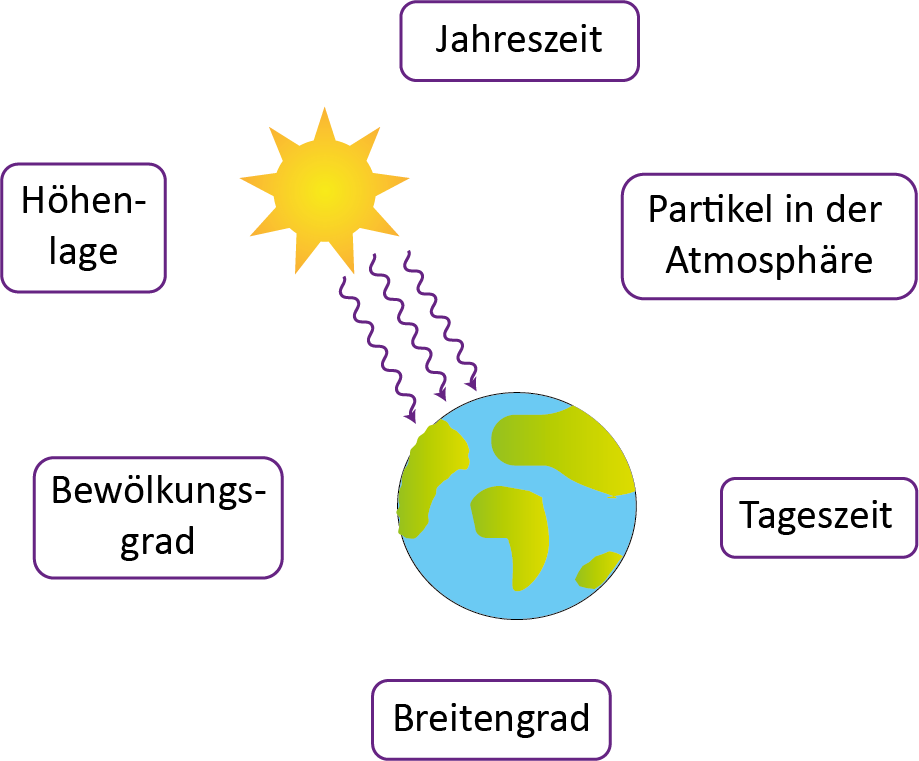 Jahreszeit
Höhen-
lage
Partikel in der
Atmosphäre
Bewölkungs-
grad
Tageszeit
Breitengrad